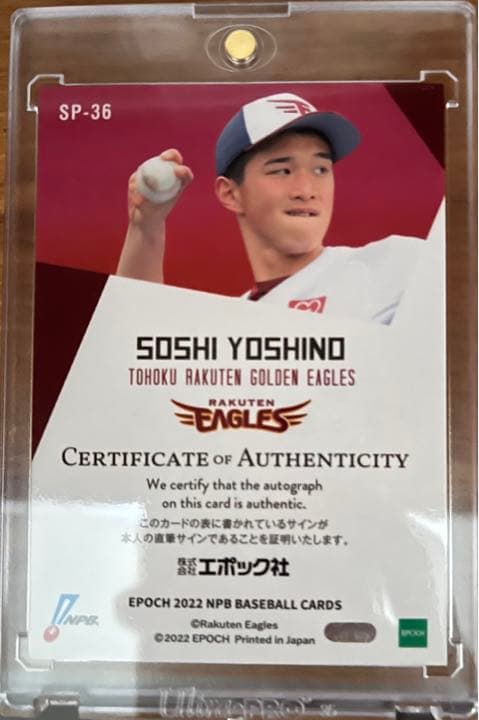 SP-36
SOSHI YOSHINO
TOHOKU RAKUTEN GOLDEN EAGLES
RAKUTEN
EAGLES
CERTIFICATE OF AUTHENTICITY
We certify that the autograph
on this card is authentic.
このカードの表に書かれているサインが
本人の直筆サインであることを証明いたします。
株式会社エポック社
EPOCH 2022 NPB BASEBALL CARDS
©Rakuten Eagles
©2022 EPOCH Printed in Japan
NPB
EPOCH